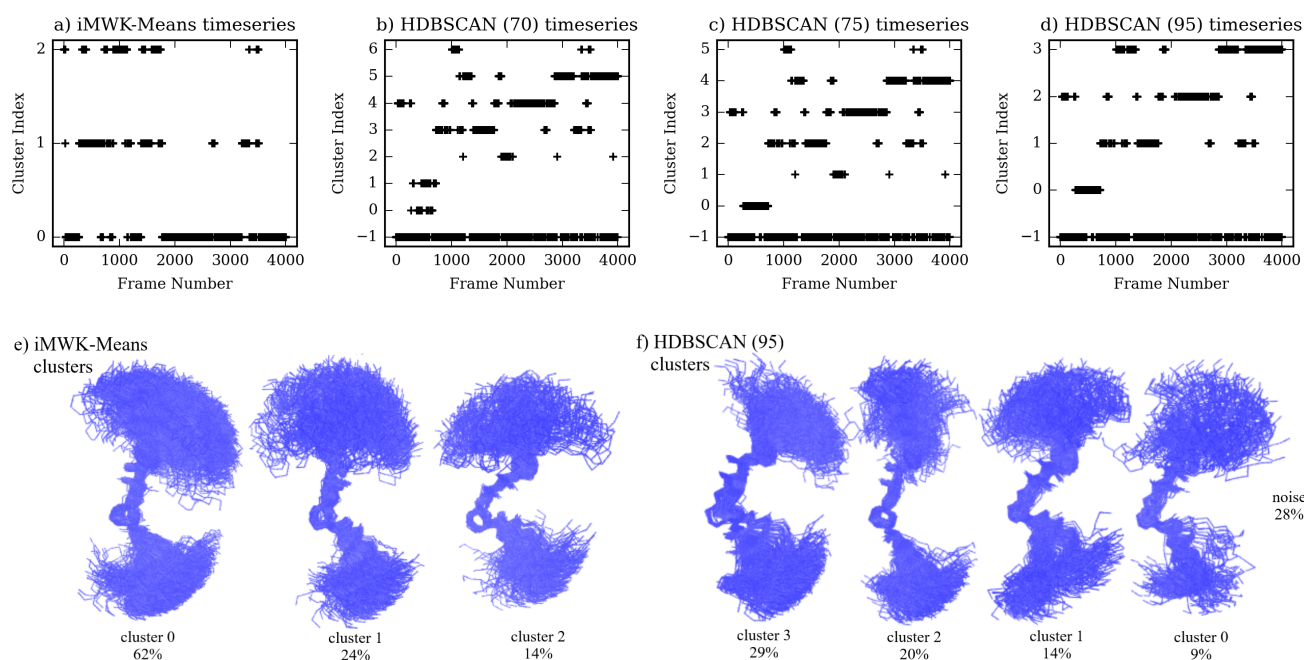 a) iMWK-Means timeseries
2
1
0
Cluster Index
0 1000 2000 3000 4000
Frame Number
b) HDBSCAN (70) timeseries
6
5
4
3
2
1
0
−1
Cluster Index
0 1000 2000 3000 4000
Frame Number
c) HDBSCAN (75) timeseries
5
4
3
2
1
0
−1
Cluster Index
0 1000 2000 3000 4000
Frame Number
d) HDBSCAN (95) timeseries
3
2
1
0
−1
Cluster Index
0 1000 2000 3000 4000
Frame Number
e) iMWK-Means
clusters
cluster 0
62%
cluster 1
24%
cluster 2
14%
f) HDBSCAN (95)
clusters
cluster 3
29%
cluster 2
20%
cluster 1
14%
cluster 0
9%
noise
28%